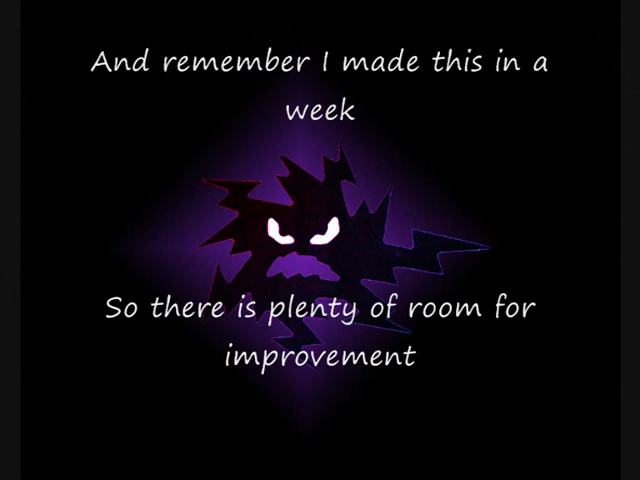 And remember I made this in a
week
So there is plenty of room for
improvement